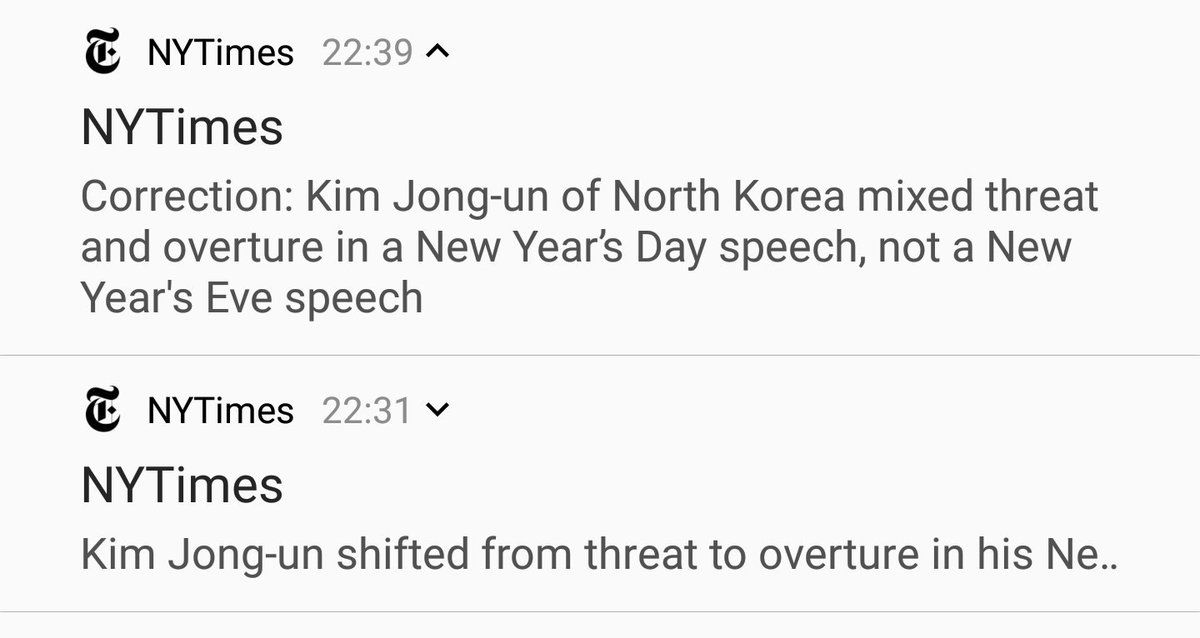 NYTimes 22:39
NYTimes
Correction: Kim Jong-un of North Korea mixed threat
and overture in a New Year’s Day speech, not a New
Year's Eve speech
NYTimes 22:31
NYTimes
Kim Jong-un shifted from threat to overture in his Ne..